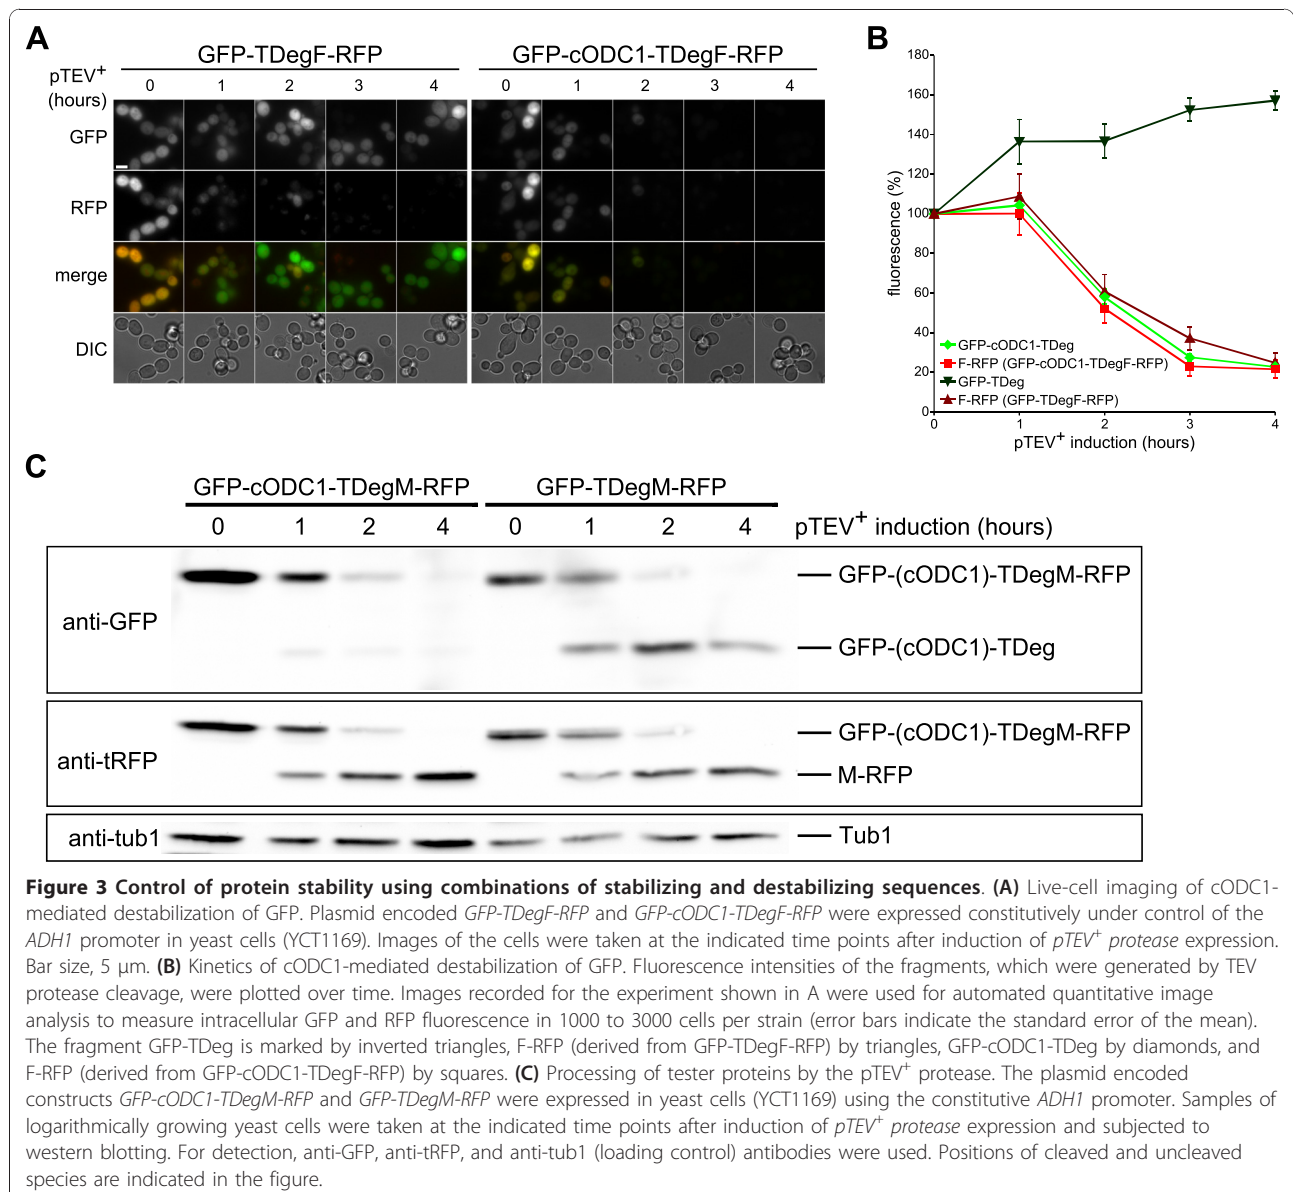 A
GFP-TDegF-RFP
GFP-cODC1-TDegF-RFP
pTEV+
(hours)
0 1 2 3 4 0 1 2 3 4
GFP
RFP
merge
DIC
B
180
160
140
120
100
80
60
40
20
0
fluorescence (%)
GFP-cODC1-TDeg
F-RFP (GFP-cODC1-TDegF-RFP)
GFP-TDeg
F-RFP (GFP-TDegF-RFP)
0 1 2 3 4
pTEV+ induction (hours)
C
GFP-cODC1-TDegM-RFP GFP-TDegM-RFP
0 1 2 4 0 1 2 4 pTEV+ induction (hours)
anti-GFP
GFP-(cODC1)-TDegM-RFP
GFP-(cODC1)-TDeg
anti-tRFP
GFP-(cODC1)-TDegM-RFP
M-RFP
anti-tub1
Tub1
Figure 3 Control of protein stability using combinations of stabilizing and destabilizing sequences. (A) Live-cell imaging of cODC1-
mediated destabilization of GFP. Plasmid encoded GFP-TDegF-RFP and GFP-cODC1-TDegF-RFP were expressed constitutively under control of the
ADH1 promoter in yeast cells (YCT1169). Images of the cells were taken at the indicated time points after induction of pTEV+ protease expression.
Bar size, 5 μm. (B) Kinetics of cODC1-mediated destabilization of GFP. Fluorescence intensities of the fragments, which were generated by TEV
protease cleavage, were plotted over time. Images recorded for the experiment shown in A were used for automated quantitative image
analysis to measure intracellular GFP and RFP fluorescence in 1000 to 3000 cells per strain (error bars indicate the standard error of the mean).
The fragment GFP-TDeg is marked by inverted triangles, F-RFP (derived from GFP-TDegF-RFP) by triangles, GFP-cODC1-TDeg by diamonds, and
F-RFP (derived from GFP-cODC1-TDegF-RFP) by squares. (C) Processing of tester proteins by the pTEV+ protease. The plasmid encoded
constructs GFP-cODC1-TDegM-RFP and GFP-TDegM-RFP were expressed in yeast cells (YCT1169) using the constitutive ADH1 promoter. Samples of
logarithmically growing yeast cells were taken at the indicated time points after induction of pTEV+ protease expression and subjected to
western blotting. For detection, anti-GFP, anti-tRFP, and anti-tub1 (loading control) antibodies were used. Positions of cleaved and uncleaved
species are indicated in the figure.